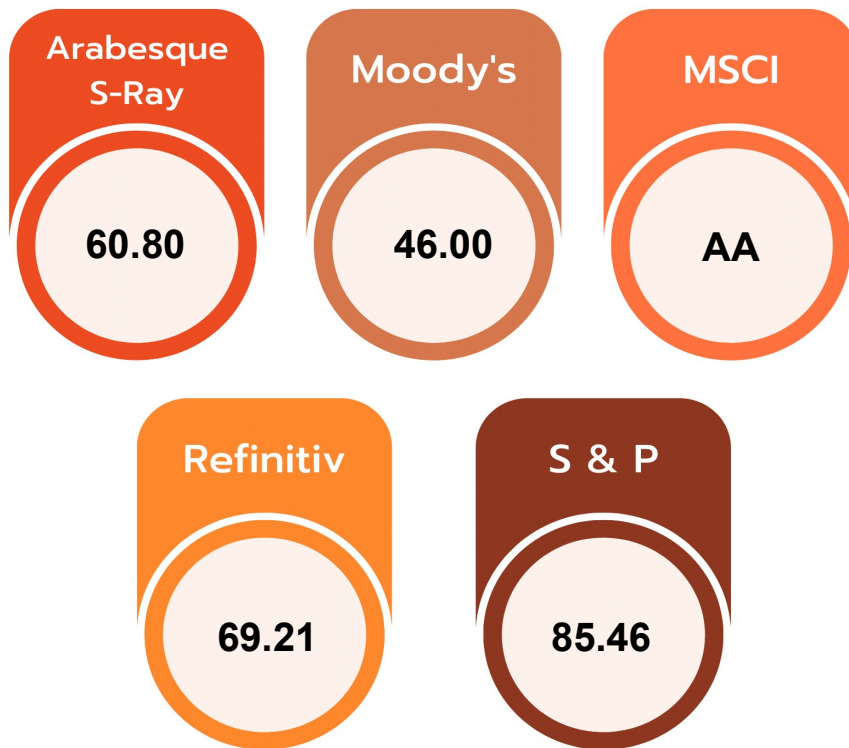 Arabesque
S-Ray
60.80
Moody's
46.00
MSCI
AA
Refinitiv
69.21
S & P
85.46